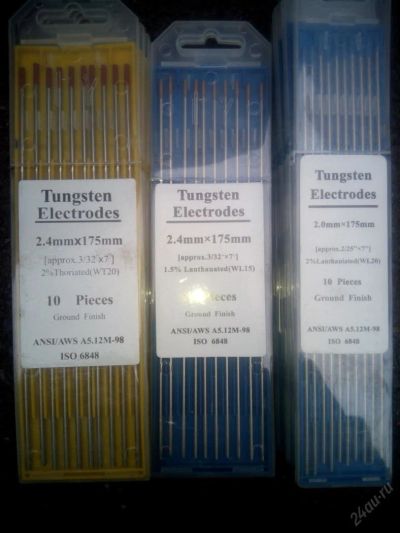 Tungsten
Electrodes
2.4mm×175mm
[approx.3/32"×7"]
2%Thoriated(WT20)
10 Pieces
Ground Finish
ANSI/AWS A5.12M-98
ISO 6848
Tungsten
Electrodes
2.4mm×175mm
[approx.3/32"×7"]
1.5% Lanthanated(WL15)
Pieces
Ground Finish
ANSI/AWS A5.12M-98
ISO 6848
Tungsten
Electrodes
2.0mm×175mm
[approx.2/25"×7"]
2%Lanthaniated(WL20)
10 Pieces
Ground Finish
ANSI/AWS A5.12M-98
ISO 6848
24au.ru